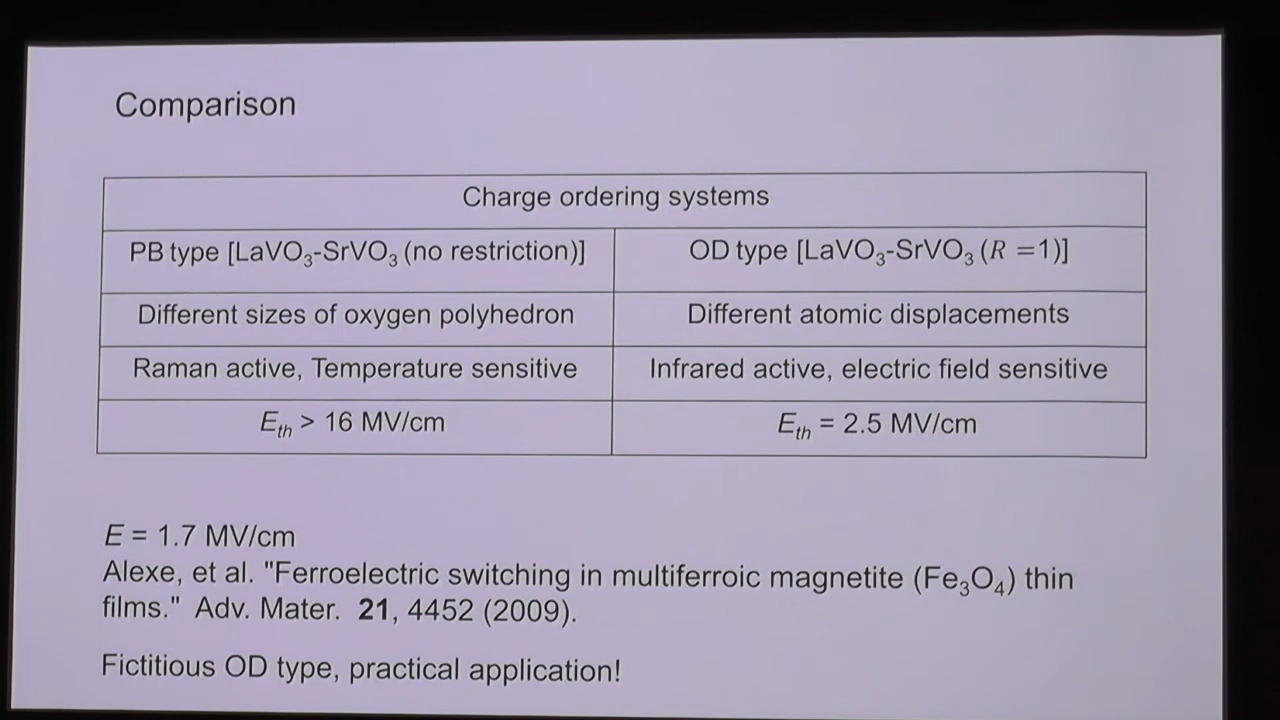 Comparison
Charge ordering systems
PB type [LaVO₃-SrVO₃ (no restriction)]
OD type [LaVO₃-SrVO₃ (R =1)]
Different sizes of oxygen polyhedron
Different atomic displacements
Raman active, Temperature sensitive
Infrared active, electric field sensitive
Eth > 16 MV/cm
Eth = 2.5 MV/cm
E = 1.7 MV/cm
Alexe, et al. "Ferroelectric switching in multiferroic magnetite (Fe₃O₄) thin
films." Adv. Mater. 21, 4452 (2009).
Fictitious OD type, practical application!